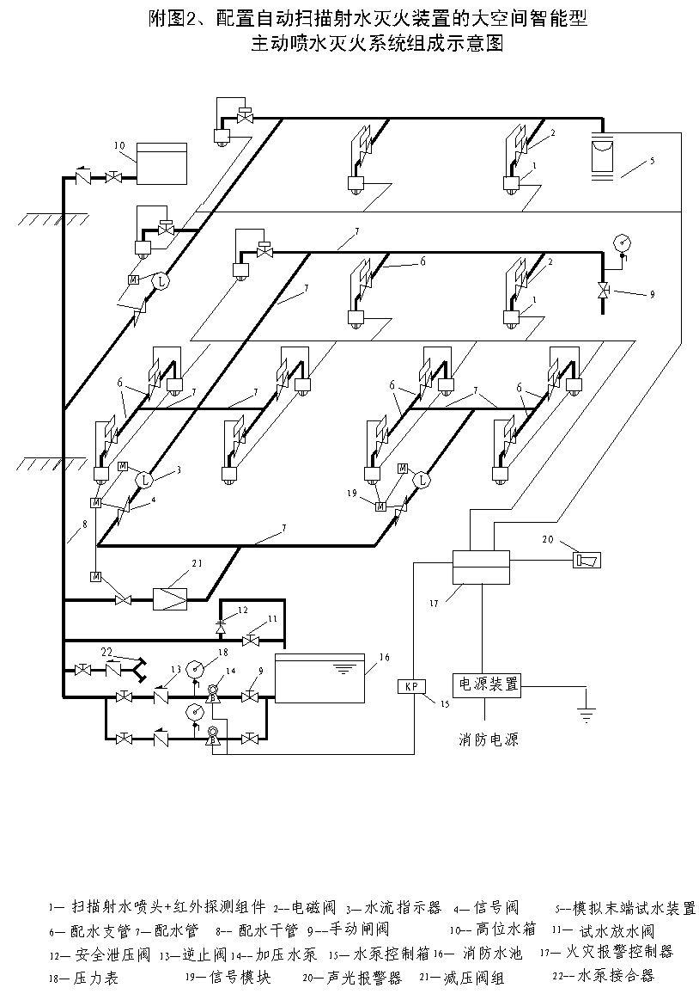 附图2、配置自动扫描射水灭火装置的大空间智能型
主动喷水灭火系统组成示意图
10
2
1
5
7
6
2
1
9
M
L
7
6
7
7
6
7
6
M
L
3
M
4
M
L
19
M
8
7
M
21
20
17
12
11
22
13
18
14
9
16
KP
15
电源装置
消防电源
B
B
1— 扫描射水喷头+红外探测组件 2--电磁阀 3—水流指示器 4—信号阀 5--模拟末端试水装置
6—配水支管 7—配水管 8-- 配水干管 9--手动闸阀 10-- 高位水箱 11— 试水放水阀
12—安全泄压阀 13—逆止阀 14--加压水泵 15—水泵控制箱 16— 消防水池 17—火灾报警控制器
18—压力表 19—信号模块 20—声光报警器 21—减压阀组 22--水泵接合器